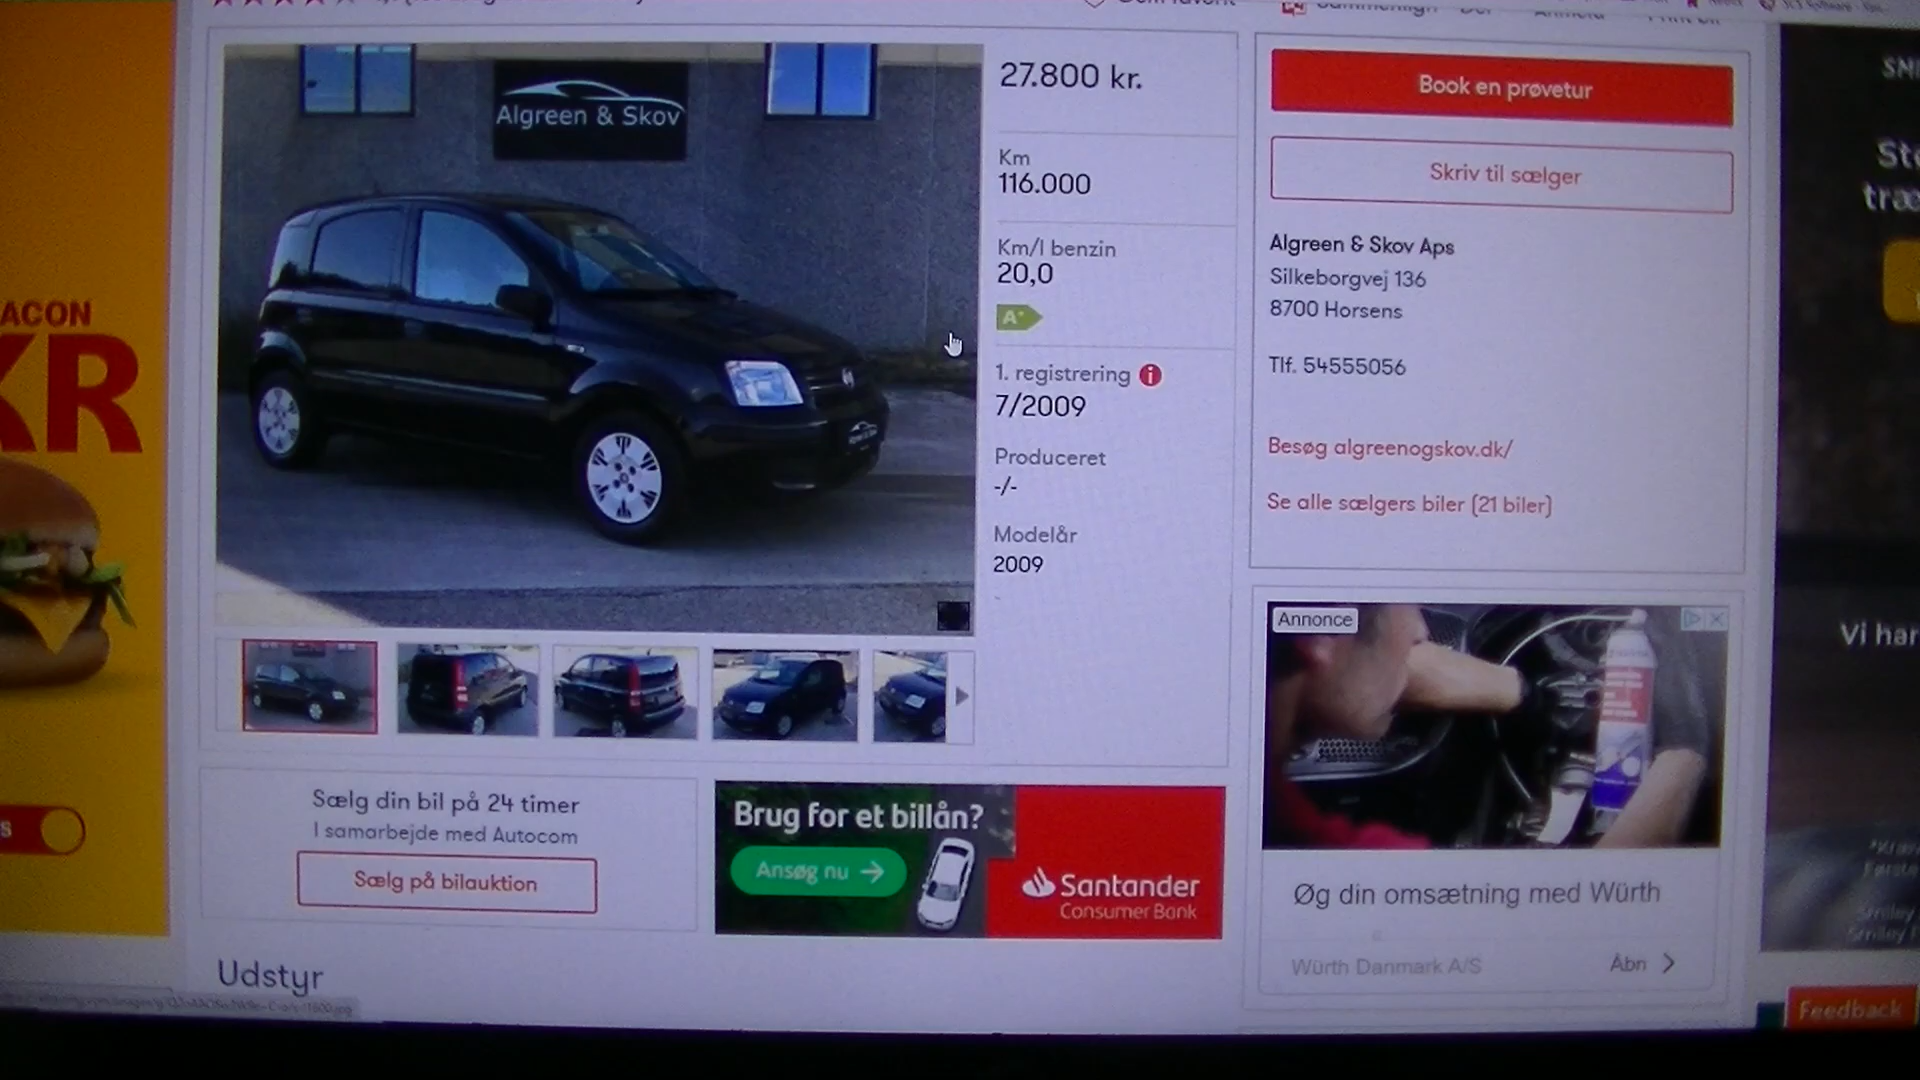 Algreen & Skov
27.800 kr.
Km
116.000
Km/l benzin
20,0
A+
1. registrering
7/2009
Produceret
-/-
Modelår
2009
Book en prøvetur
Skriv til sælger
Algreen & Skov Aps
Silkeborgvej 136
8700 Horsens
Tlf. 54555056
Besøg algreenogskov.dk/
Se alle sælgers biler (21 biler)
Annonce
Øg din omsætning med Würth
Würth Danmark A/S
Åbn
Sælg din bil på 24 timer
I samarbejde med Autocom
Sælg på bilauktion
Brug for et billån?
Ansøg nu
Santander
Consumer Bank
Udstyr
ACON
KR
S
Vi har
Feedback